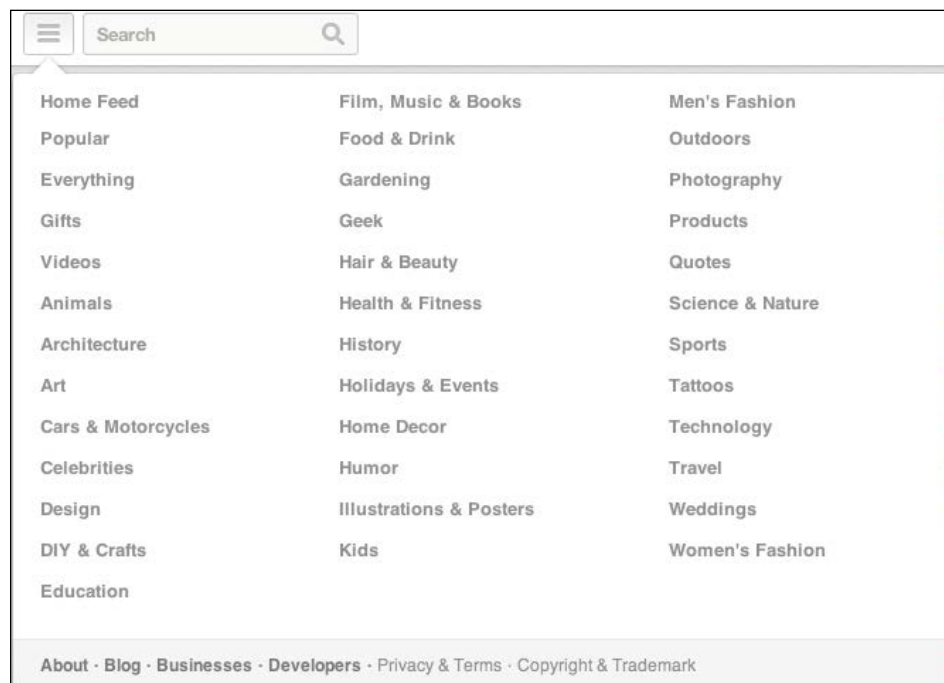 Search
Home Feed
Popular
Everything
Gifts
Videos
Animals
Architecture
Art
Cars & Motorcycles
Celebrities
Design
DIY & Crafts
Education
Film, Music & Books
Food & Drink
Gardening
Geek
Hair & Beauty
Health & Fitness
History
Holidays & Events
Home Decor
Humor
Illustrations & Posters
Kids
Men's Fashion
Outdoors
Photography
Products
Quotes
Science & Nature
Sports
Tattoos
Technology
Travel
Weddings
Women's Fashion
About · Blog · Businesses · Developers · Privacy & Terms · Copyright & Trademark